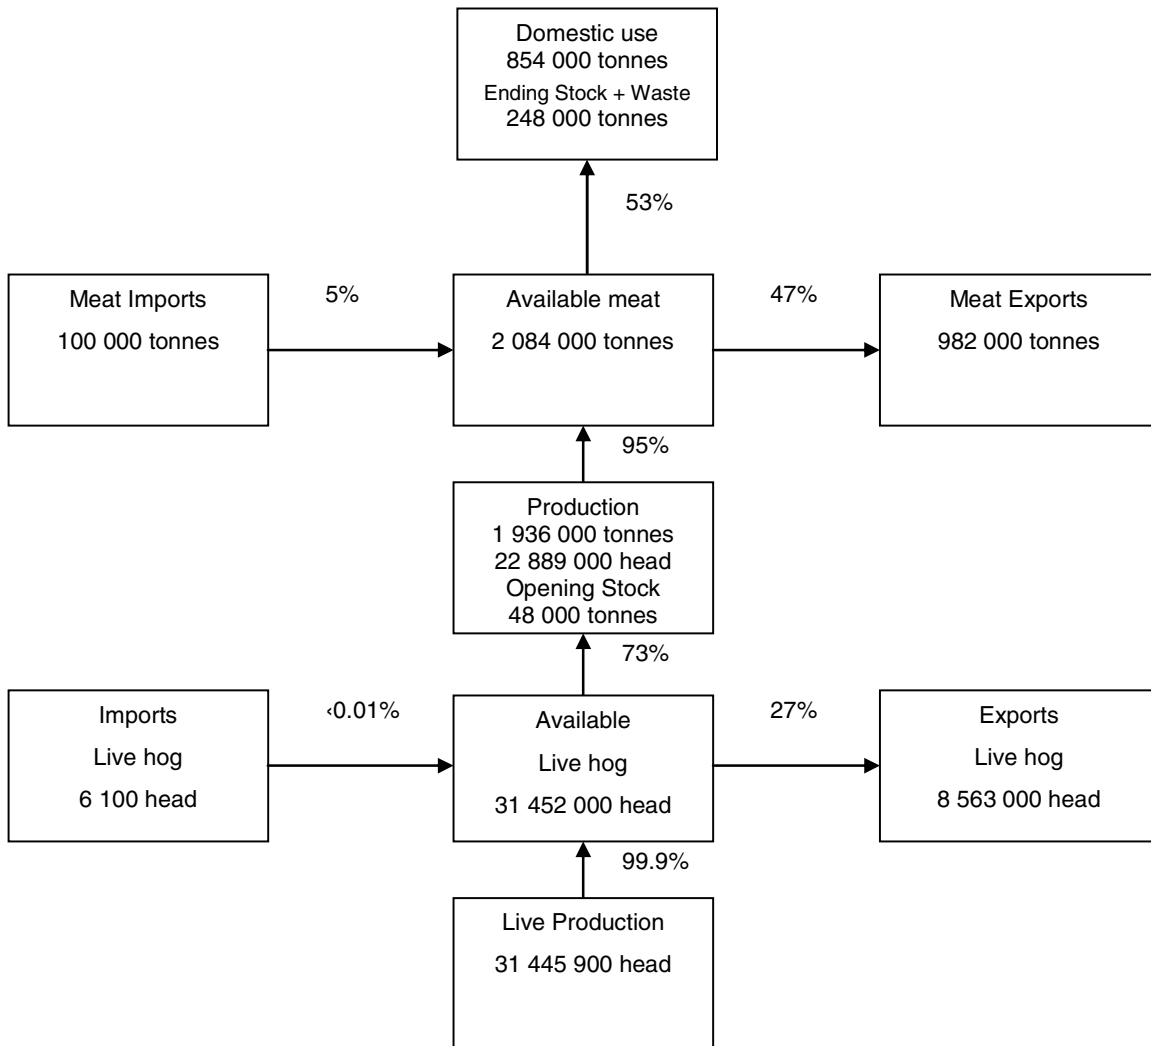 Domestic use
854 000 tonnes
Ending Stock + Waste
248 000 tonnes
53%
Meat Imports
100 000 tonnes
5%
Available meat
2 084 000 tonnes
47%
Meat Exports
982 000 tonnes
95%
Production
1 936 000 tonnes
22 889 000 head
Opening Stock
48 000 tonnes
73%
Imports
Live hog
6 100 head
‹0.01%
Available
Live hog
31 452 000 head
27%
Exports
Live hog
8 563 000 head
99.9%
Live Production
31 445 900 head